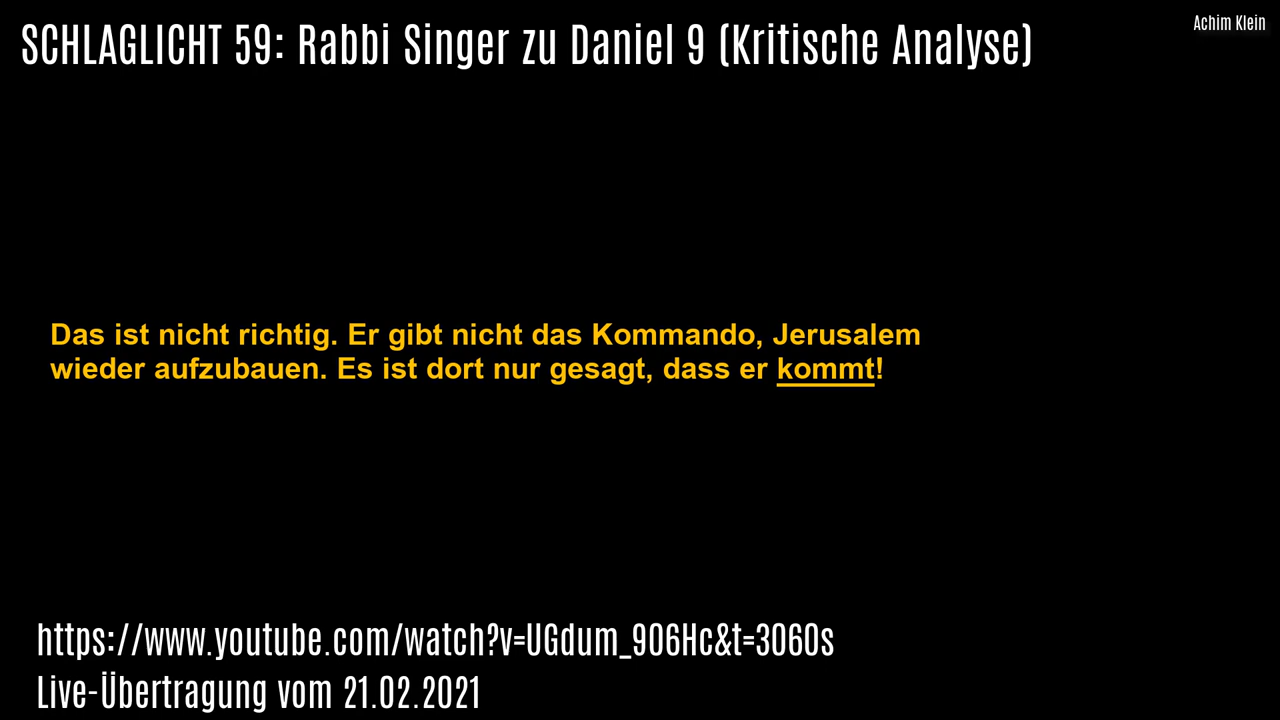 SCHLAGLICHT 59: Rabbi Singer zu Daniel 9 (Kritische Analyse)
Achim Klein
Das ist nicht richtig. Er gibt nicht das Kommando, Jerusalem
wieder aufzubauen. Es ist dort nur gesagt, dass er kommt!
https://www.youtube.com/watch?v=UGdum_906Hc&t=3060s
Live-Übertragung vom 21.02.2021